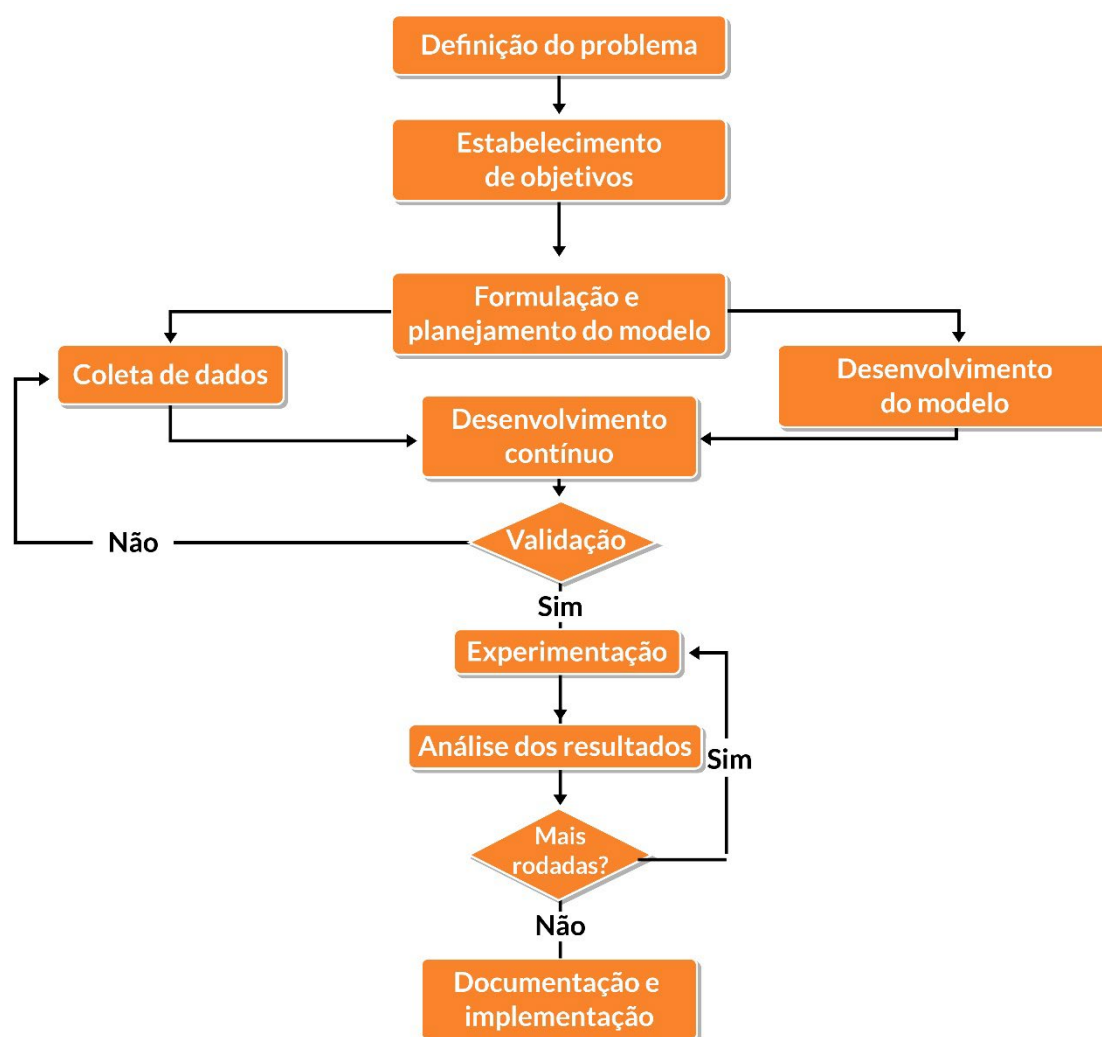 Definição do problema
Estabelecimento
de objetivos
Formulação e
planejamento do modelo
Coleta de dados
Desenvolvimento
do modelo
Desenvolvimento
contínuo
Validação
Não
Sim
Experimentação
Análise dos resultados
Sim
Mais
rodadas?
Não
Documentação e
implementação